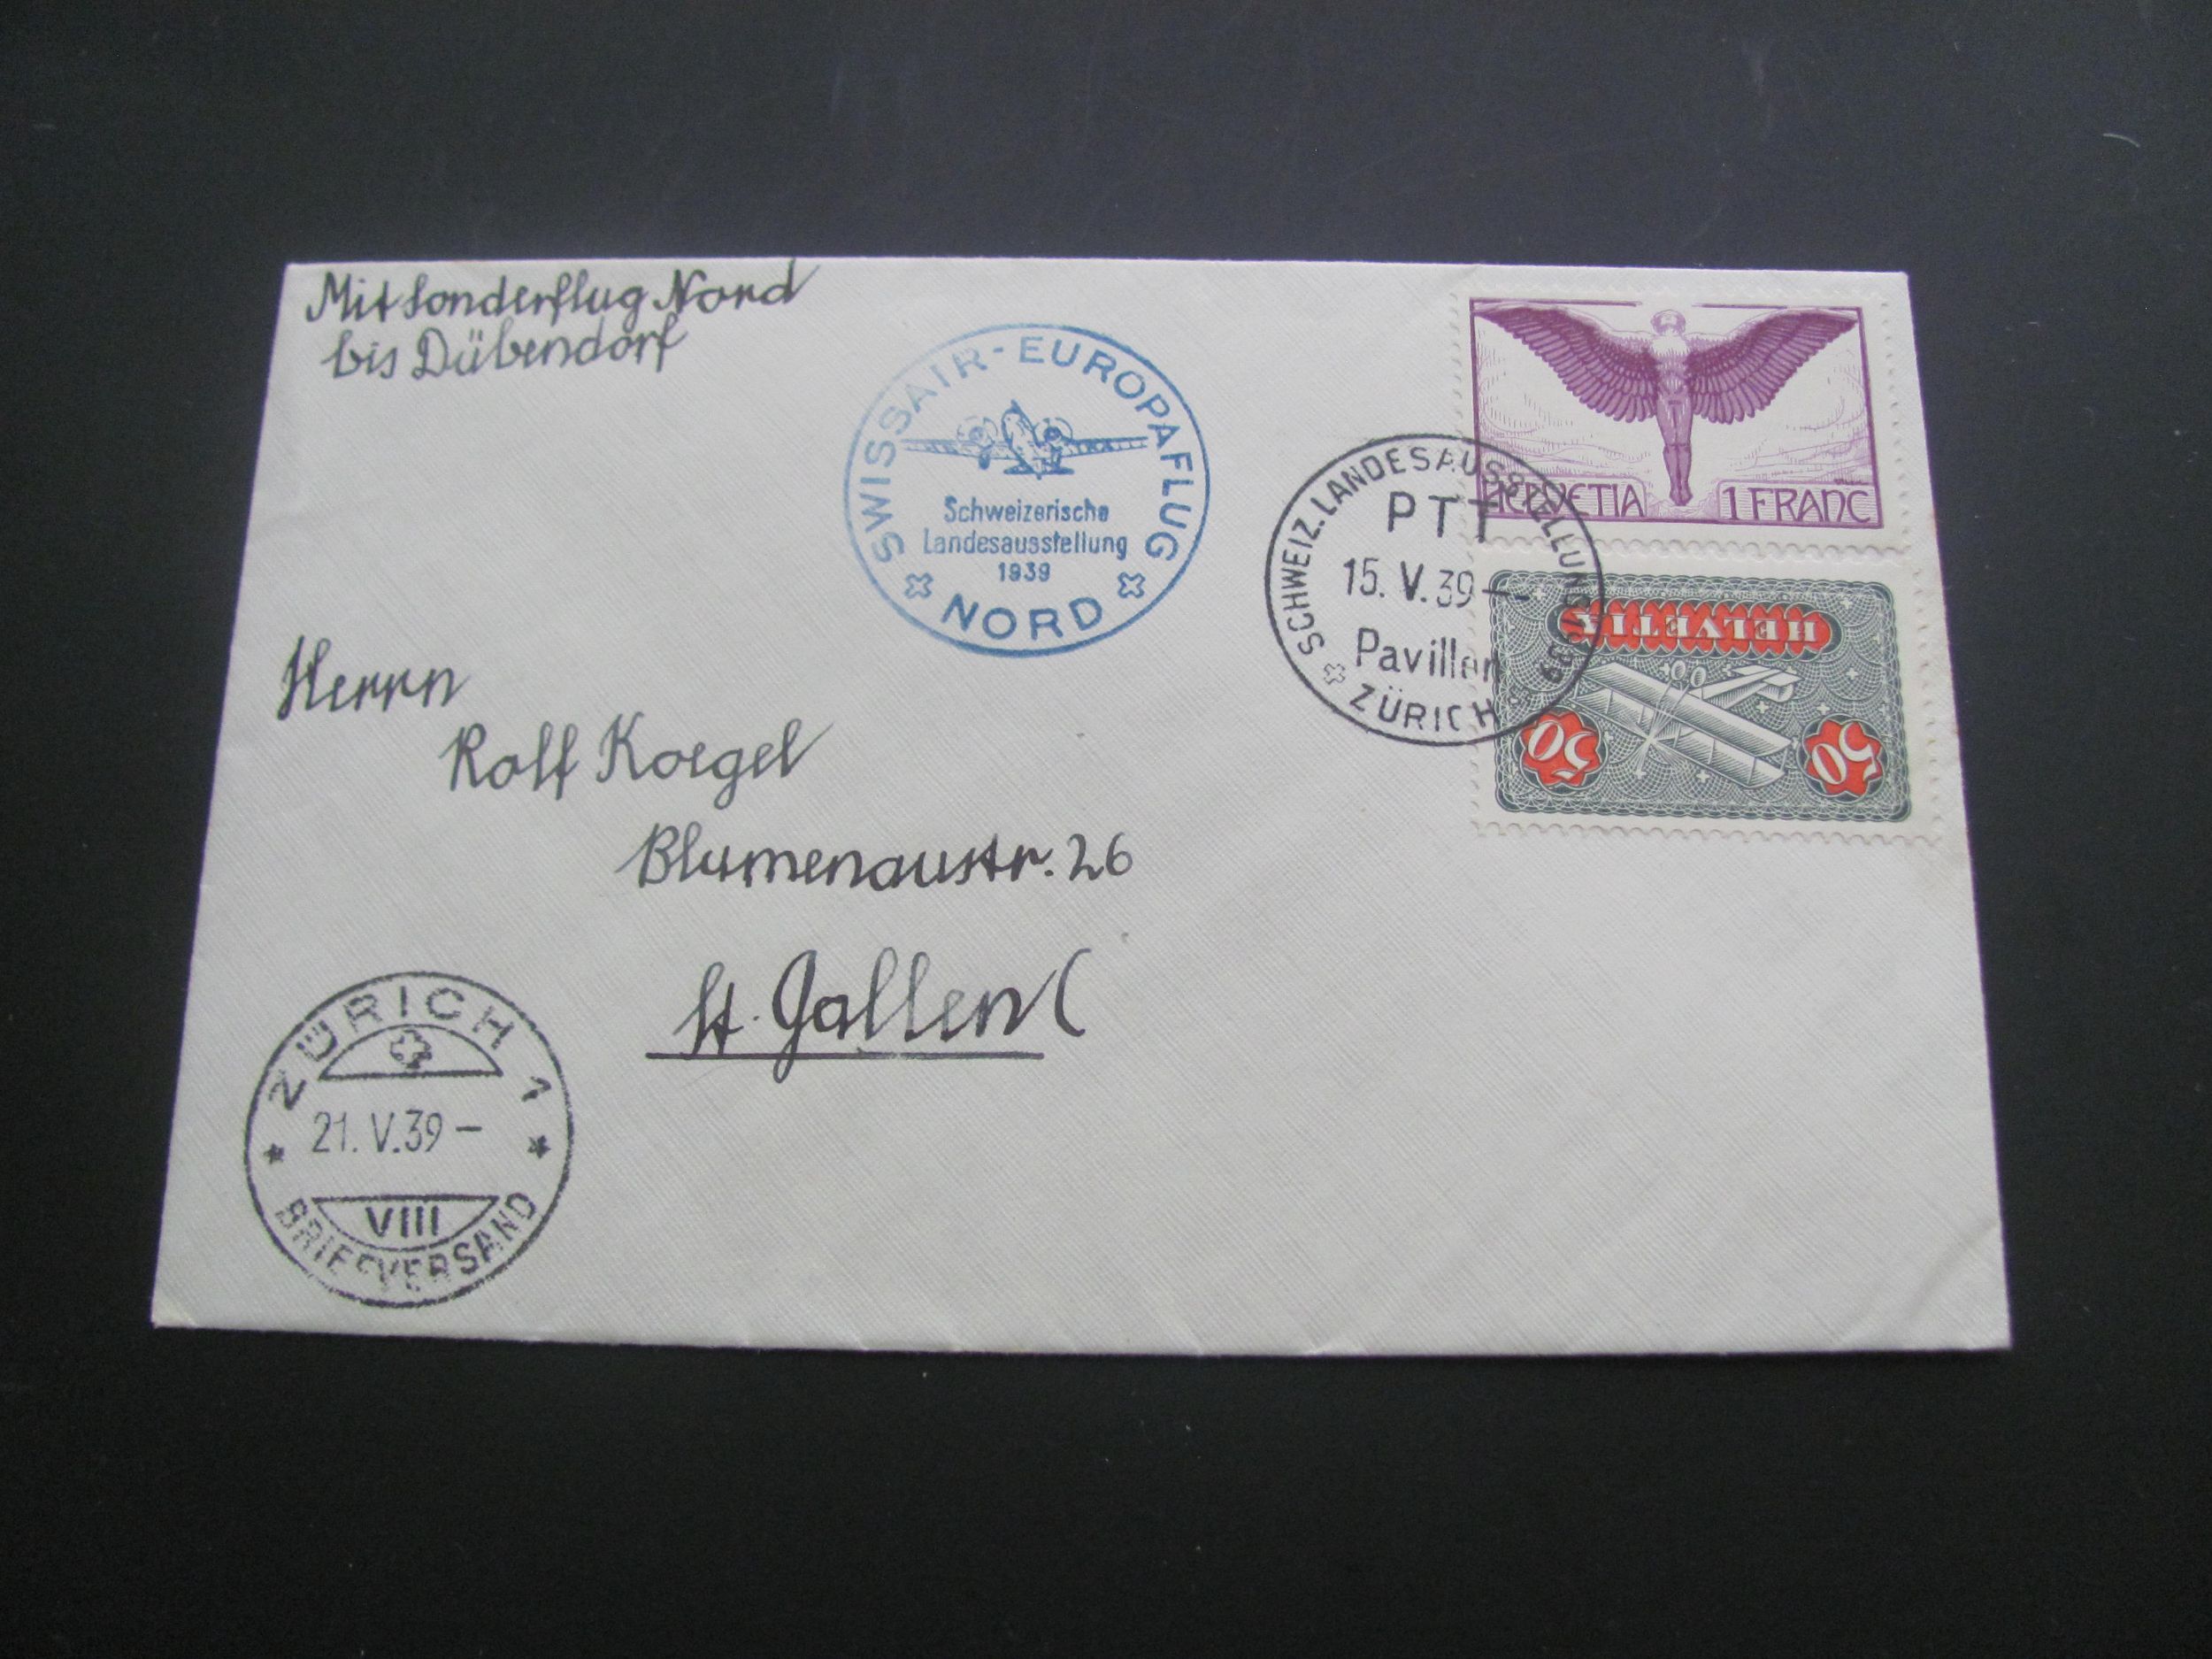 Mit Sonderflug Nord
bis Dübendorf
SWISSAIR-EUROPAFLUG
Schweizerische
Landesausstellung
1939
NORD
HELVETIA 1 FRANC
SCHWEIZ. LANDESAUSSTELLUNG 1939
PTT
15. V. 39 –
Pavillon
ZÜRICH
HELVETIA
50 50
Herrn
Rolf Koegel
Blumenaustr. 26
St. Gallen C
ZÜRICH 1
21. V. 39 –
VIII
BRIEFVERSAND